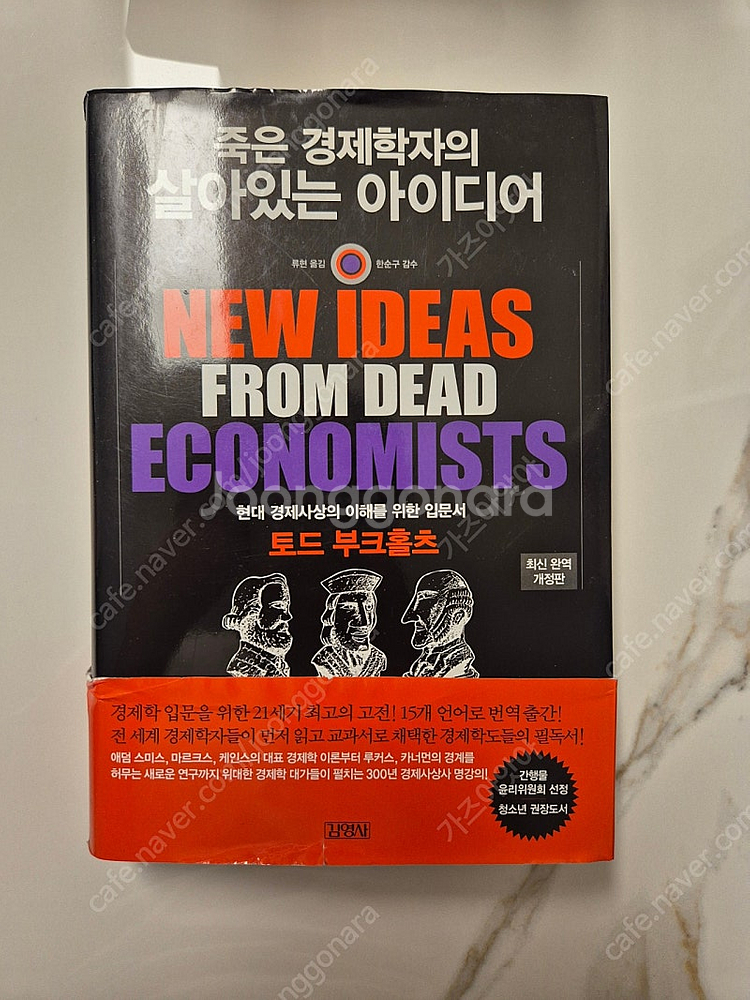 죽은 경제학자의
살아있는 아이디어
류현 옮김
한순구 감수
NEW IDEAS
FROM DEAD
ECONOMISTS
현대 경제사상의 이해를 위한 입문서
토드 부크홀츠
최신 완역
개정판
경제학 입문을 위한 21세기 최고의 고전! 15개 언어로 번역 출간!
전 세계 경제학자들이 먼저 읽고 교과서로 채택한 경제학도들의 필독서!
애덤 스미스, 마르크스, 케인스의 대표 경제학 이론부터 루커스, 카너먼의 경계를
허무는 새로운 연구까지 위대한 경제학 대가들이 펼치는 300년 경제사상사 명강의!
간행물
윤리위원회 선정
청소년 권장도서
김영사
Joonggonara
cafe.naver.com/joonggonara